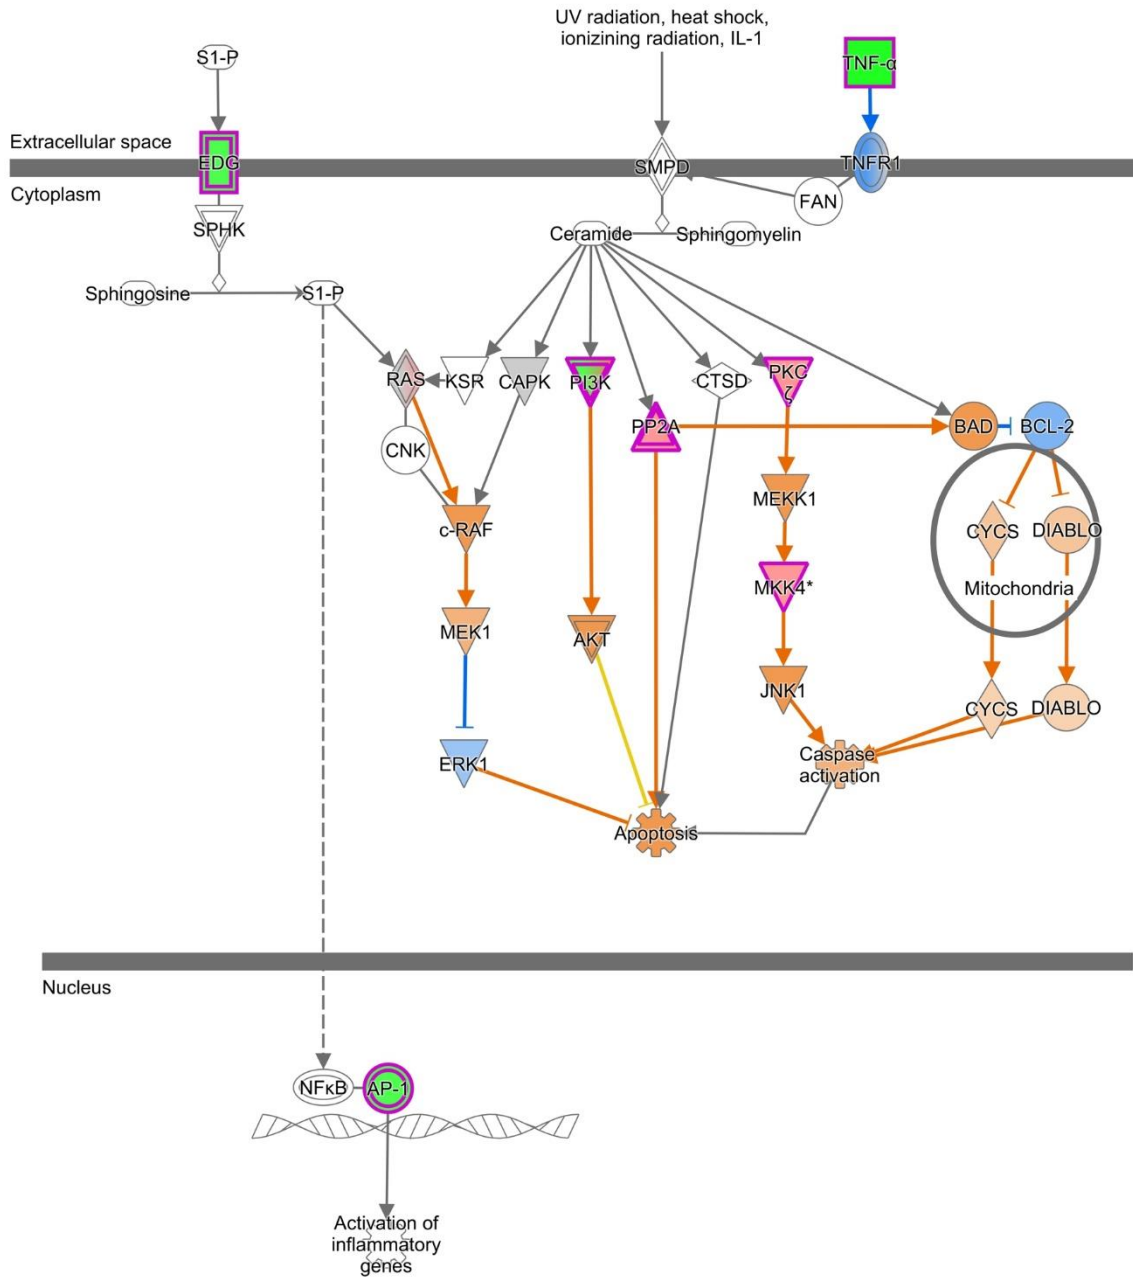 UV radiation, heat shock,
ionizining radiation, IL-1
S1-P
TNF-α
Extracellular space
EDG
SMPD
TNFR1
Cytoplasm
FAN
SPHK
Ceramide
Sphingomyelin
Sphingosine
S1-P
RAS
KSR
CAPK
PI3K
CTSD
PKC
ζ
PP2A
BAD
BCL-2
CNK
MEKK1
c-RAF
CYCS
DIABLO
MKK4*
Mitochondria
MEK1
AKT
JNK1
CYCS
DIABLO
ERK1
Caspase
activation
Apoptosis
Nucleus
NFκB
AP-1
Activation of
inflammatory
genes